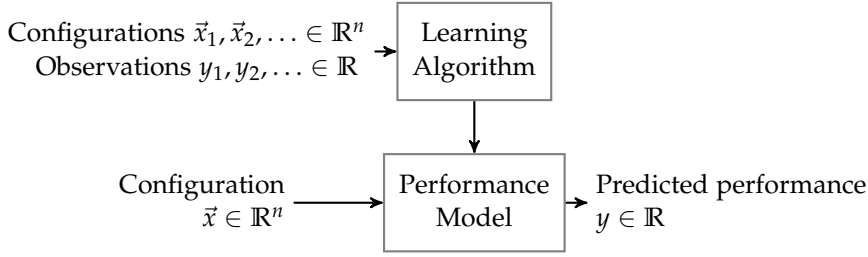 Configurations x⃗₁, x⃗₂, … ∈ ℝⁿ
Observations y₁, y₂, … ∈ ℝ
Learning
Algorithm
Configuration
x⃗ ∈ ℝⁿ
Performance
Model
Predicted performance
y ∈ ℝ